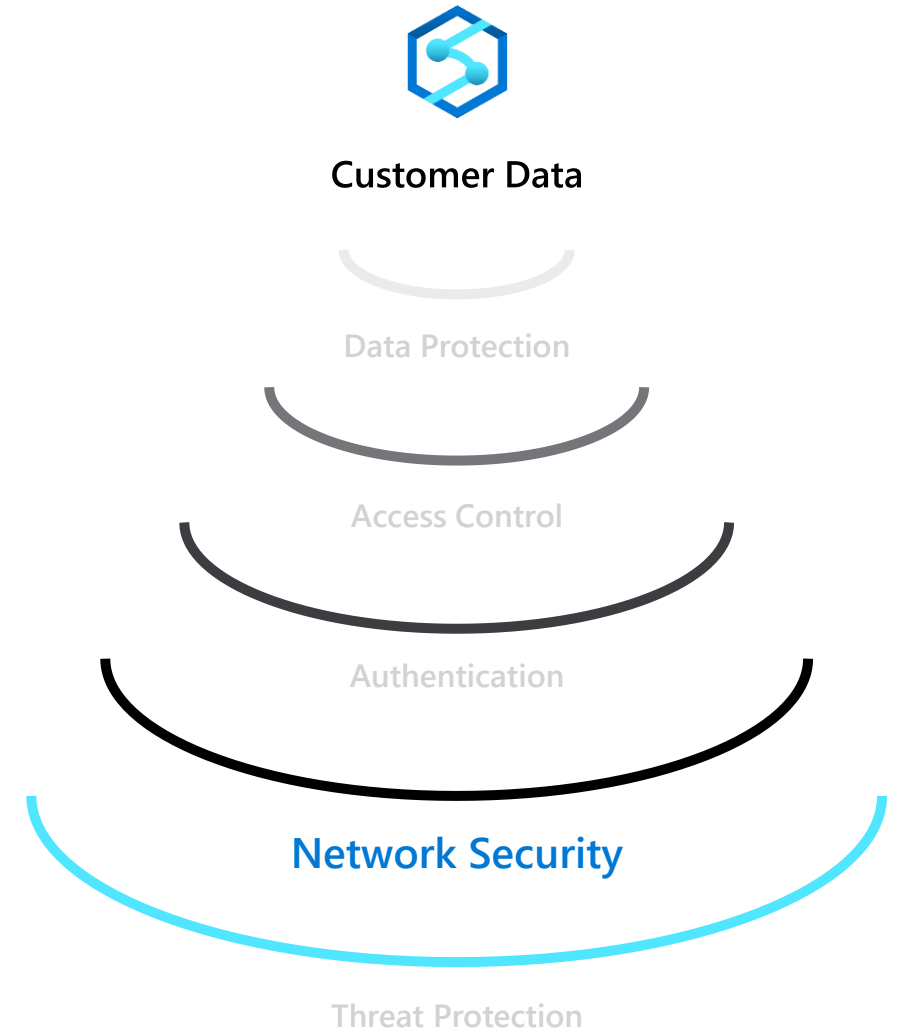 Customer Data
Data Protection
Access Control
Authentication
Network Security
Threat Protection